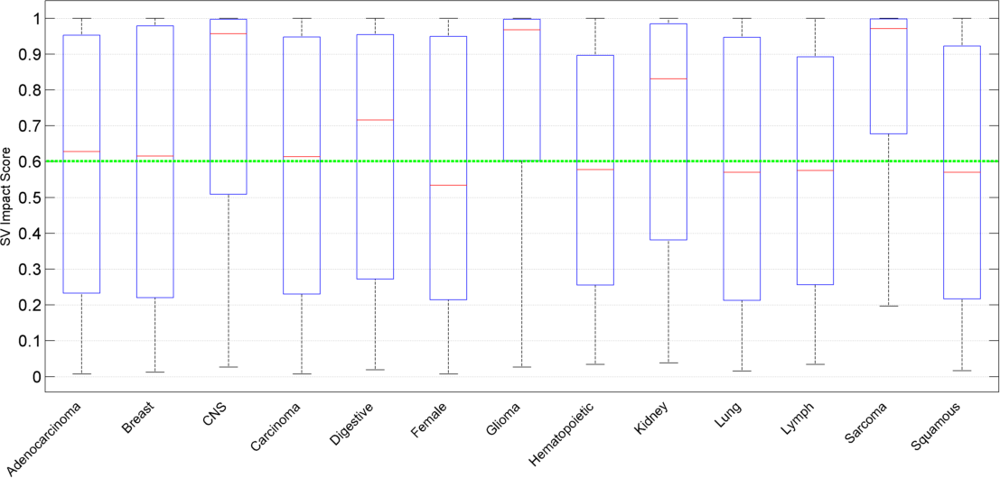 SV Impact Score
1
0.9
0.8
0.7
0.6
0.5
0.4
0.3
0.2
0.1
0
Adenocarcinoma
Breast
CNS
Carcinoma
Digestive
Female
Glioma
Hematopoietic
Kidney
Lung
Lymph
Sarcoma
Squamous